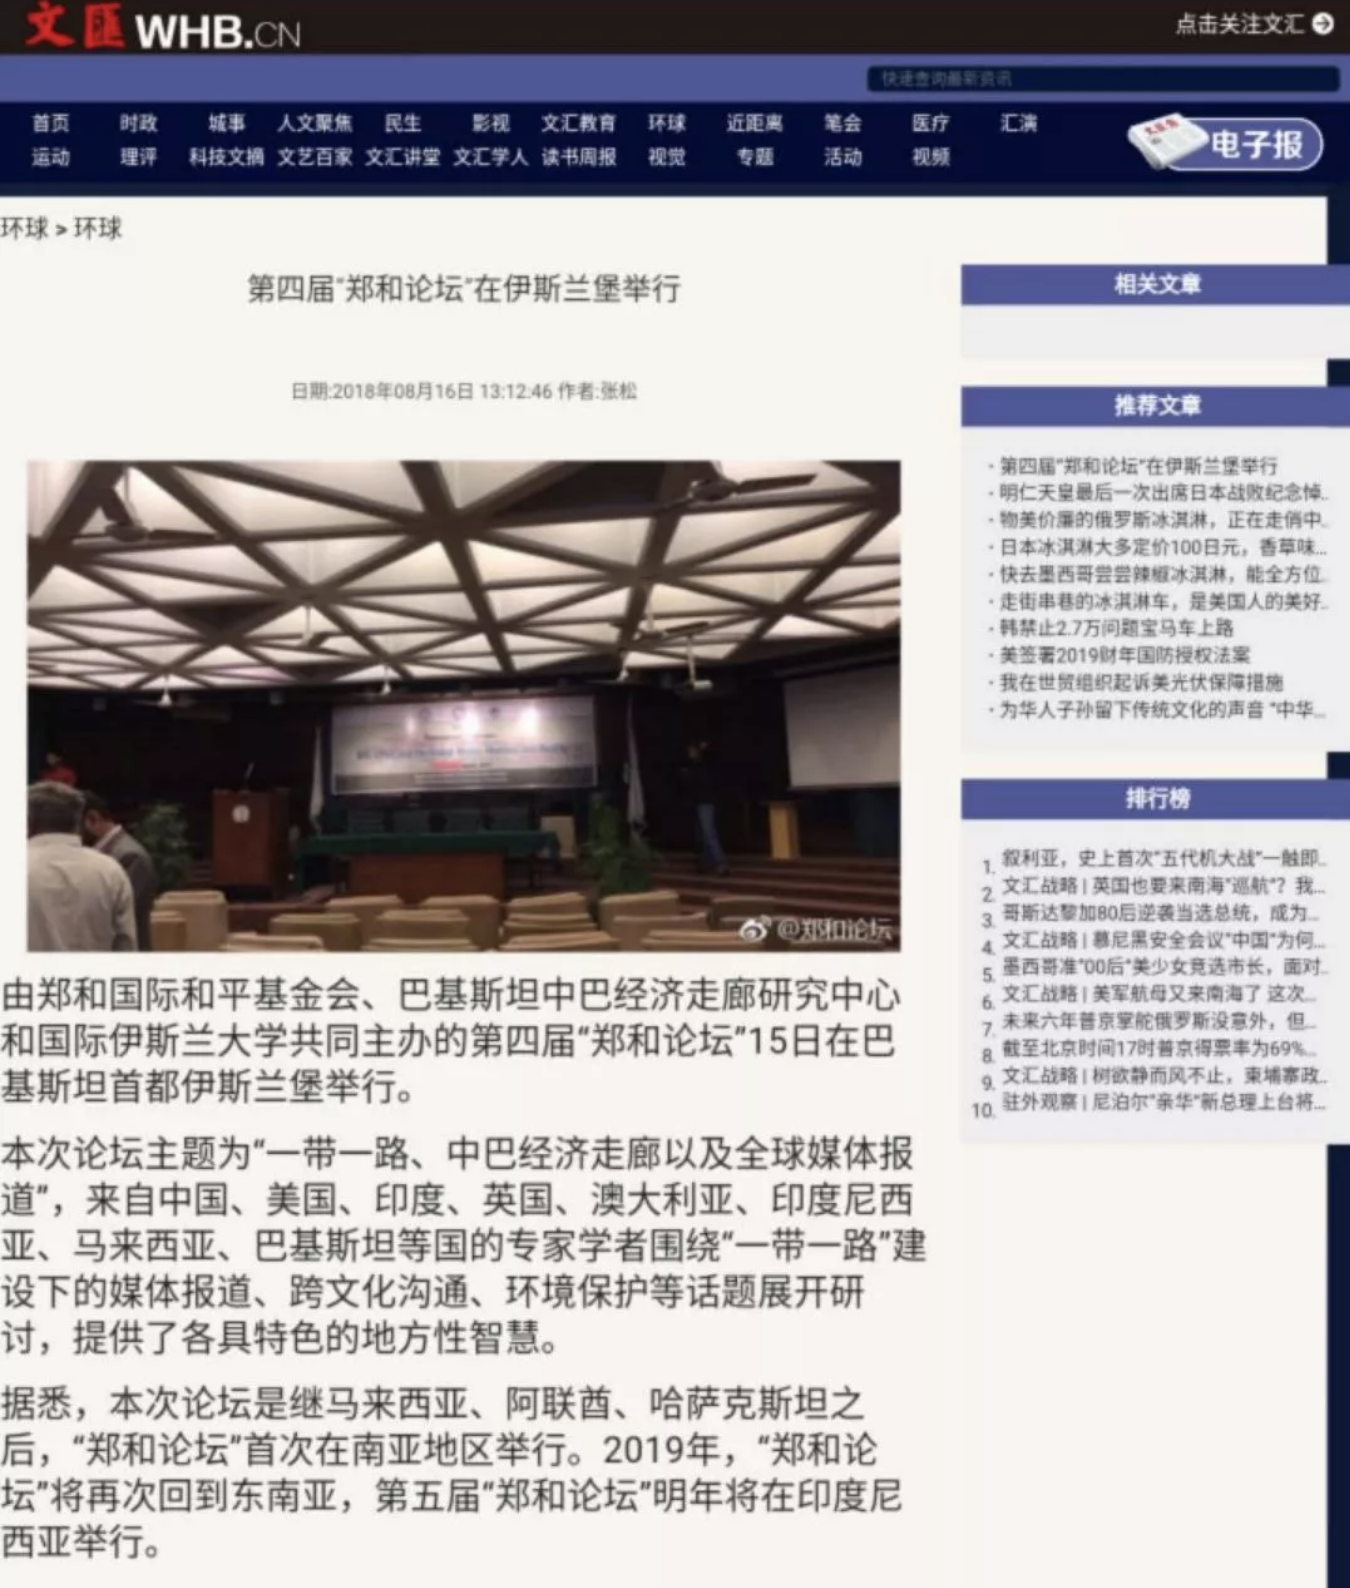 文匯 WHB.CN
点击关注文汇
快速查询最新资讯
首页 时政 城事 人文聚焦 民生 影视 文汇教育 环球 近距离 笔会 医疗 汇演
运动 理评 科技文摘 文艺百家 文汇讲堂 文汇学人 读书周报 视觉 专题 活动 视频
电子报
环球 > 环球
第四届“郑和论坛”在伊斯兰堡举行
日期:2018年08月16日 13:12:46 作者:张松
@郑和论坛
由郑和国际和平基金会、巴基斯坦中巴经济走廊研究中心
和国际伊斯兰大学共同主办的第四届“郑和论坛”15日在巴
基斯坦首都伊斯兰堡举行。
本次论坛主题为“一带一路、中巴经济走廊以及全球媒体报
道”，来自中国、美国、印度、英国、澳大利亚、印度尼西
亚、马来西亚、巴基斯坦等国的专家学者围绕“一带一路”建
设下的媒体报道、跨文化沟通、环境保护等话题展开研
讨，提供了各具特色的地方性智慧。
据悉，本次论坛是继马来西亚、阿联酋、哈萨克斯坦之
后，“郑和论坛”首次在南亚地区举行。2019年，“郑和论
坛”将再次回到东南亚，第五届“郑和论坛”明年将在印度尼
西亚举行。
相关文章
推荐文章
· 第四届“郑和论坛”在伊斯兰堡举行
· 明仁天皇最后一次出席日本战败纪念悼...
· 物美价廉的俄罗斯冰淇淋，正在走俏中...
· 日本冰淇淋大多定价100日元，香草味...
· 快去墨西哥尝尝辣椒冰淇淋，能全方位...
· 走街串巷的冰淇淋车，是美国人的美好...
· 韩禁止2.7万问题宝马车上路
· 美签署2019财年国防授权法案
· 我在世贸组织起诉美光伏保障措施
· 为华人子孙留下传统文化的声音 “中华...
排行榜
1. 叙利亚，史上首次“五代机大战”一触即...
2. 文汇战略 | 英国也要来南海“巡航”？我...
3. 哥斯达黎加80后逆袭当选总统，成为...
4. 文汇战略 | 慕尼黑安全会议“中国”为何...
5. 墨西哥准“00后”美少女竞选市长，面对...
6. 文汇战略 | 美军航母又来南海了 这次...
7. 未来六年普京掌舵俄罗斯没意外，但...
8. 截至北京时间17时普京得票率为69%...
9. 文汇战略 | 树欲静而风不止，柬埔寨政...
10. 驻外观察 | 尼泊尔“亲华”新总理上台将...